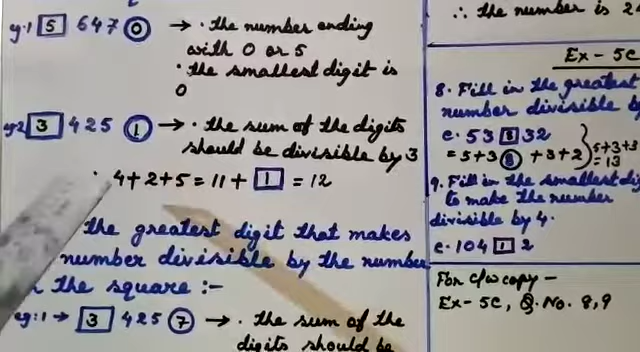 eg:1 [5] 647 (0) → · the number ending
with 0 or 5
· the smallest digit is
0
eg2 [3] 425 (1) → · the sum of the digits
should be divisible by 3
4+2+5 = 11 + [1] = 12
the greatest digit that makes
number divisible by the number
the square :-
eg:1 → [3] 425 (7) → · the sum of the
digits should be
∴ the number is 2
Ex - 5C
8. Fill in the greatest
number divisible by
c. 53 [8] 32
= 5+3 (8) +3+2
5+3+3
= 13
9. Fill in the smallest
to make the number
divisible by 4.
c. 104 [1] 2
For c/w copy -
Ex- 5C, Q. No. 8,9